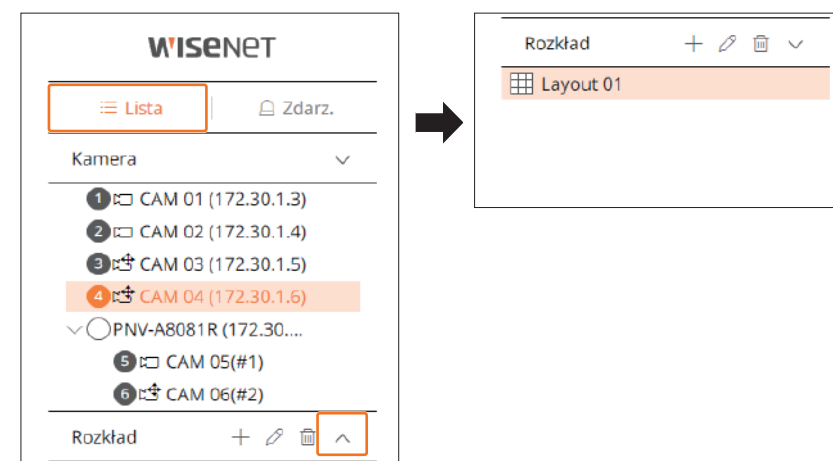 WISENET
Lista
Zdarz.
Kamera
1 CAM 01 (172.30.1.3)
2 CAM 02 (172.30.1.4)
3 CAM 03 (172.30.1.5)
4 CAM 04 (172.30.1.6)
PNV-A8081R (172.30....
5 CAM 05(#1)
6 CAM 06(#2)
Rozkład
Rozkład
Layout 01